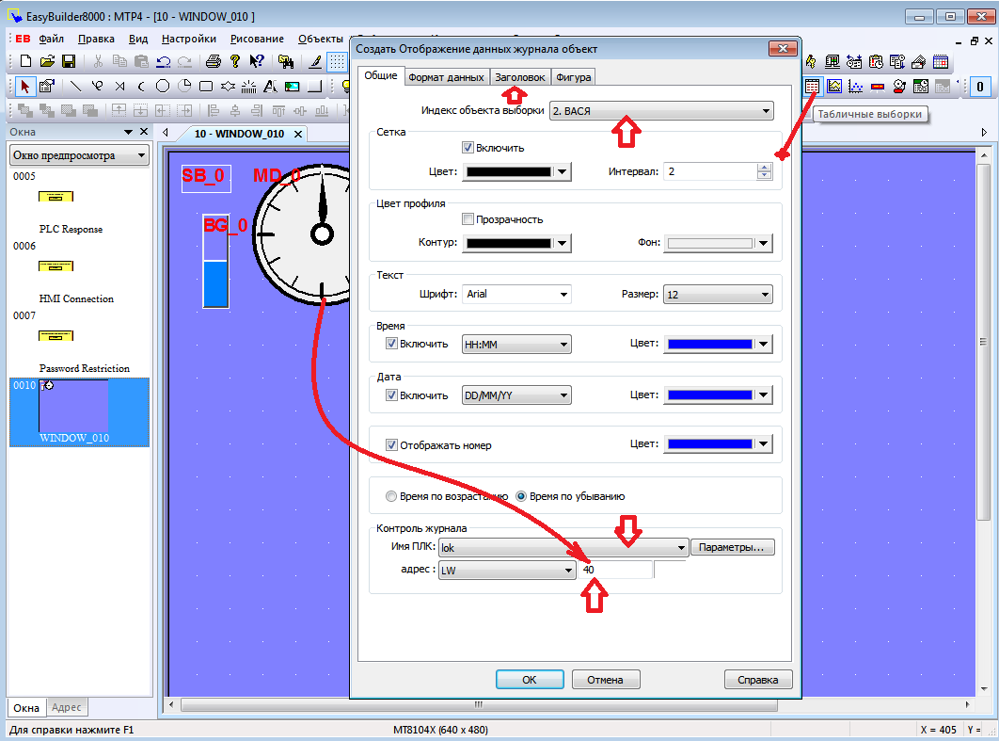 EasyBuilder8000 : MTP4 - [10 - WINDOW_010 ]
EB Файл Правка Вид Настройки Рисование Объекты
Окна
10 - WINDOW_010
0
Табличные выборки
Окно предпросмотра
0005
PLC Response
0006
HMI Connection
0007
Password Restriction
0010
WINDOW_010
SB_0
MD_0
BG_0
Создать Отображение данных журнала объект
Общие Формат данных Заголовок Фигура
Индекс объекта выборки 2. ВАСЯ
Сетка
Включить
Цвет: Интервал: 2
Цвет профиля
Прозрачность
Контур: Фон:
Текст
Шрифт: Arial Размер: 12
Время
Включить HH:MM Цвет:
Дата
Включить DD/MM/YY Цвет:
Отображать номер Цвет:
Время по возрастанию Время по убыванию
Контроль журнала
Имя ПЛК: lok Параметры...
адрес : LW 40
OK Отмена Справка
Окна Адрес
Для справки нажмите F1 MT8104X (640 x 480) X = 405 Y =